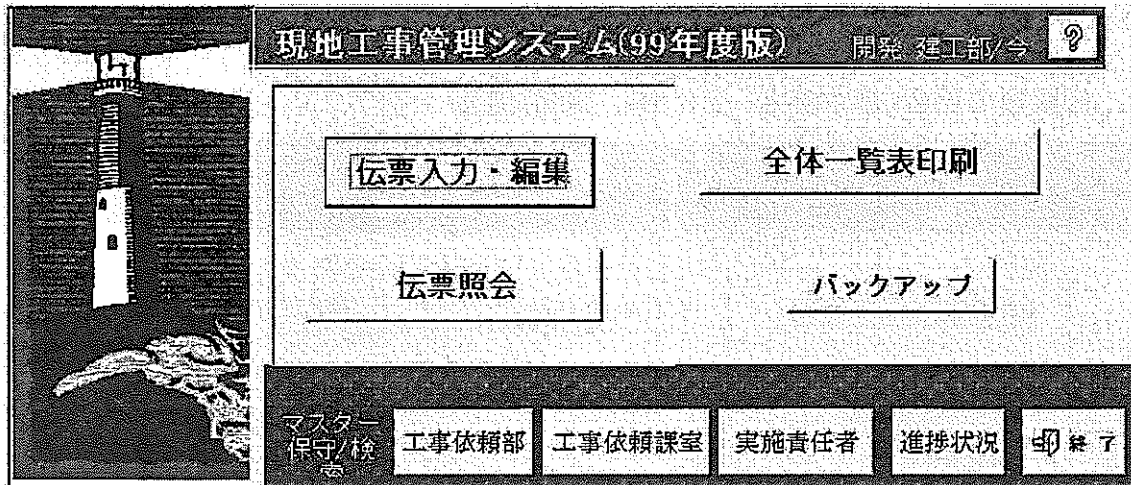 現地工事管理システム(99年度版) 開発 建工部/今 ?
伝票入力・編集
全体一覧表印刷
伝票照会
バックアップ
マスター
保守/検
索
工事依頼部
工事依頼課室
実施責任者
進捗状況
終了